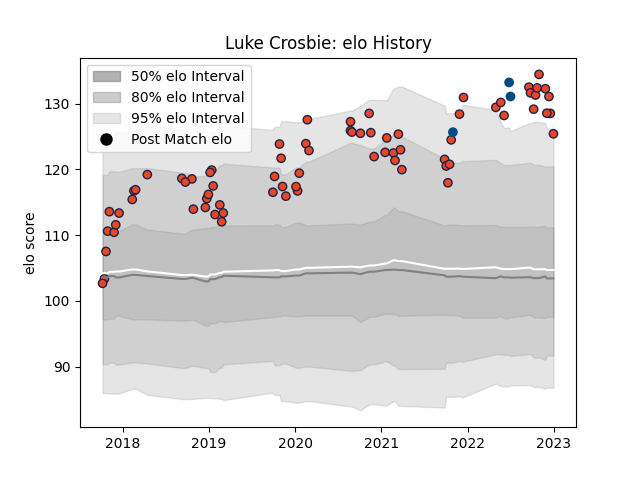 Luke Crosbie: elo History
50% elo Interval
80% elo Interval
95% elo Interval
Post Match elo
elo score
130
120
110
100
90
2018
2019
2020
2021
2022
2023